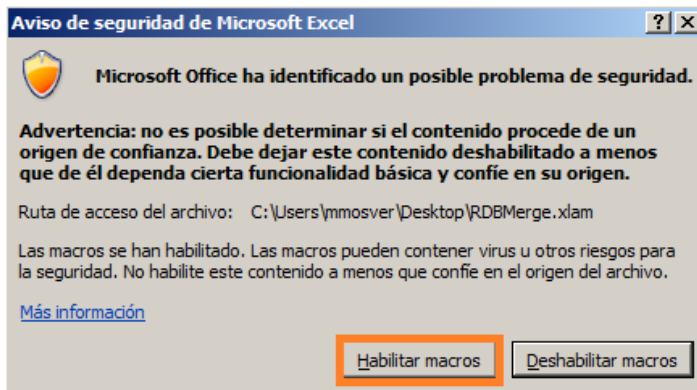 Aviso de seguridad de Microsoft Excel
Microsoft Office ha identificado un posible problema de seguridad.
Advertencia: no es posible determinar si el contenido procede de un
origen de confianza. Debe dejar este contenido deshabilitado a menos
que de él dependa cierta funcionalidad básica y confíe en su origen.
Ruta de acceso del archivo: C:\Users\mmosver\Desktop\RDBMerge.xlam
Las macros se han habilitado. Las macros pueden contener virus u otros riesgos para
la seguridad. No habilite este contenido a menos que confíe en el origen del archivo.
Más información
Habilitar macros Deshabilitar macros